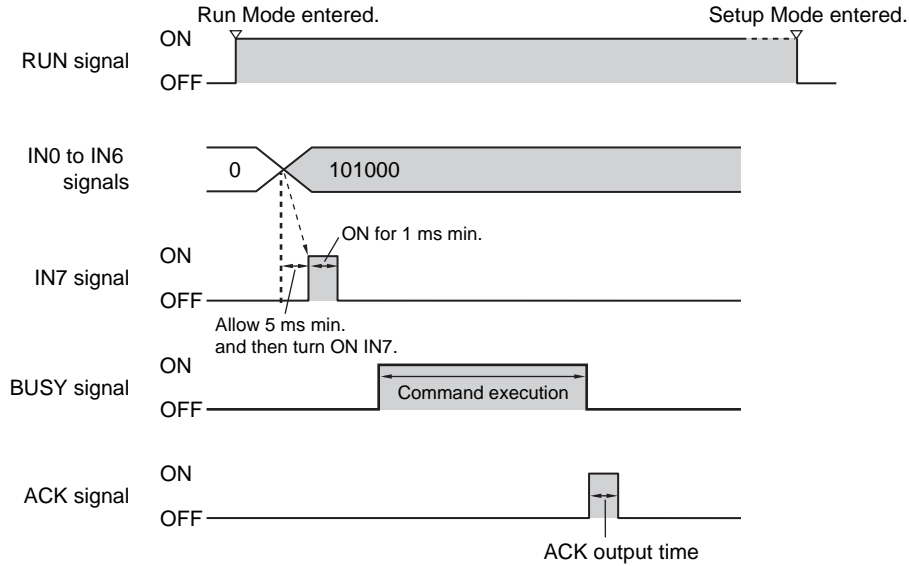 Run Mode entered.
Setup Mode entered.
RUN signal
ON
OFF
IN0 to IN6
signals
0
101000
IN7 signal
ON
OFF
ON for 1 ms min.
Allow 5 ms min.
and then turn ON IN7.
BUSY signal
ON
OFF
Command execution
ACK signal
ON
OFF
ACK output time